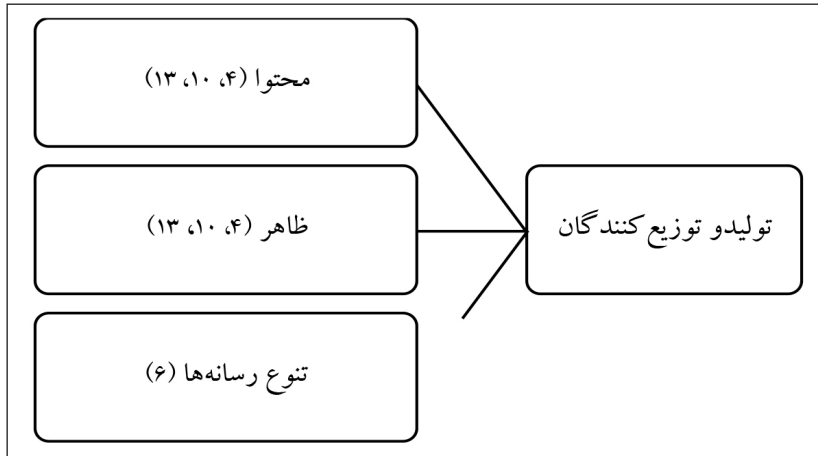 تولیدو توزیع کنندگان
محتوا (۴، ۱۰، ۱۳)
ظاهر (۴، ۱۰، ۱۳)
تنوع رسانه‌ها (۶)